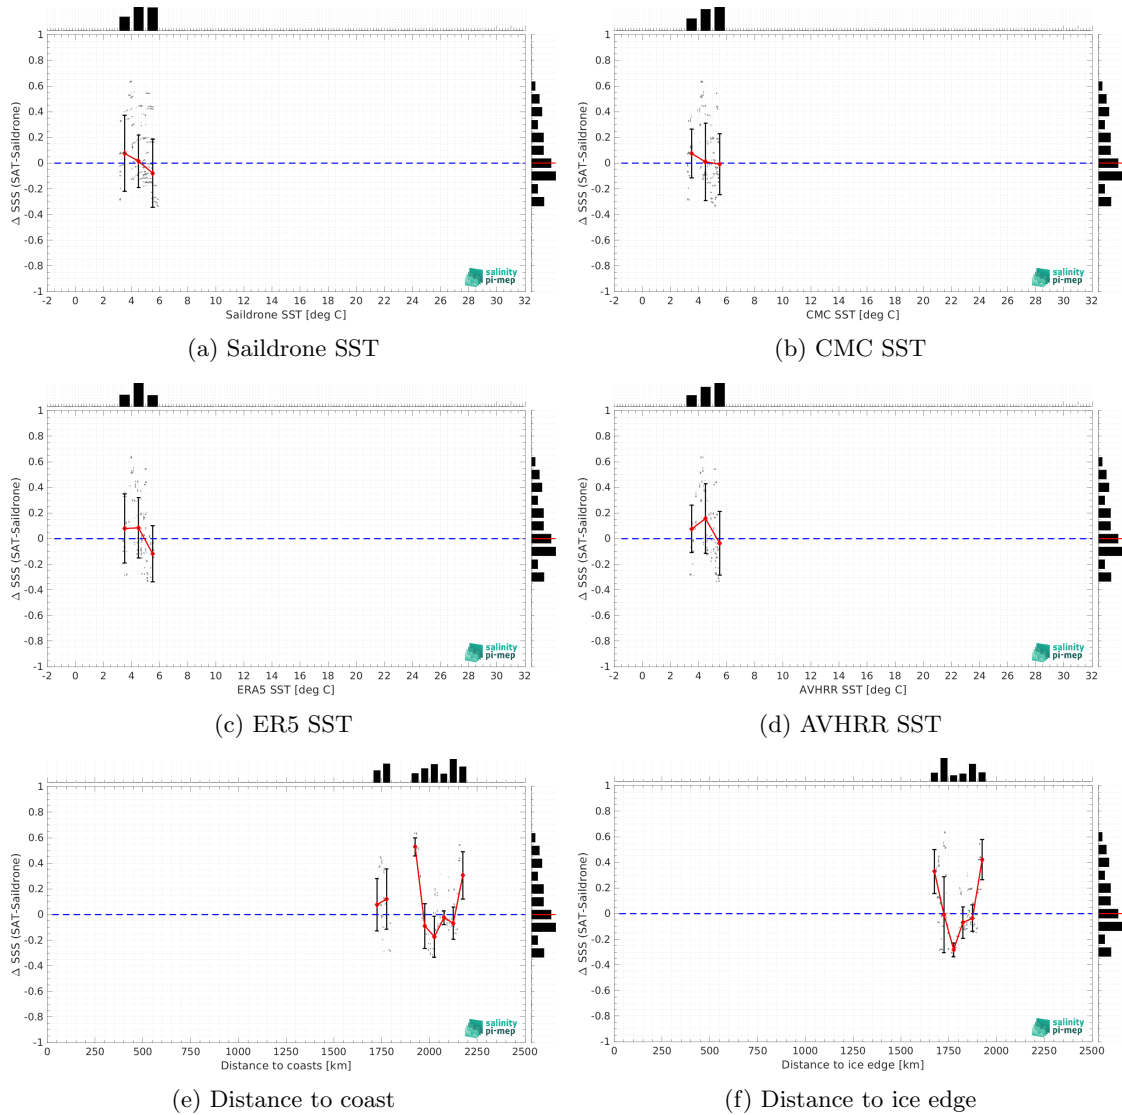 1
0.8
0.6
0.4
0.2
0
-0.2
-0.4
-0.6
-0.8
-1
Δ SSS (SAT-Saildrone)
-2 0 2 4 6 8 10 12 14 16 18 20 22 24 26 28 30 32
Saildrone SST [deg C]
salinity
pi-mep
(a) Saildrone SST
1
0.8
0.6
0.4
0.2
0
-0.2
-0.4
-0.6
-0.8
-1
Δ SSS (SAT-Saildrone)
-2 0 2 4 6 8 10 12 14 16 18 20 22 24 26 28 30 32
CMC SST [deg C]
salinity
pi-mep
(b) CMC SST
1
0.8
0.6
0.4
0.2
0
-0.2
-0.4
-0.6
-0.8
-1
Δ SSS (SAT-Saildrone)
-2 0 2 4 6 8 10 12 14 16 18 20 22 24 26 28 30 32
ERA5 SST [deg C]
salinity
pi-mep
(c) ER5 SST
1
0.8
0.6
0.4
0.2
0
-0.2
-0.4
-0.6
-0.8
-1
Δ SSS (SAT-Saildrone)
-2 0 2 4 6 8 10 12 14 16 18 20 22 24 26 28 30 32
AVHRR SST [deg C]
salinity
pi-mep
(d) AVHRR SST
1
0.8
0.6
0.4
0.2
0
-0.2
-0.4
-0.6
-0.8
-1
Δ SSS (SAT-Saildrone)
0 250 500 750 1000 1250 1500 1750 2000 2250 2500
Distance to coasts [km]
salinity
pi-mep
(e) Distance to coast
1
0.8
0.6
0.4
0.2
0
-0.2
-0.4
-0.6
-0.8
-1
Δ SSS (SAT-Saildrone)
0 250 500 750 1000 1250 1500 1750 2000 2250 2500
Distance to ice edge [km]
salinity
pi-mep
(f) Distance to ice edge